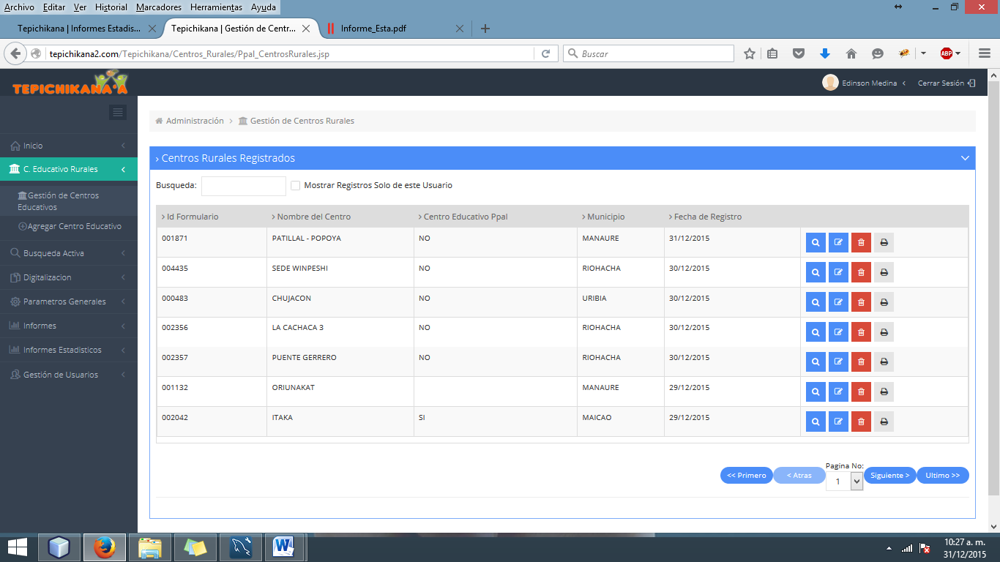 Archivo Editar Ver Historial Marcadores Herramientas Ayuda
Tepichikana | Informes Estadis... Tepichikana | Gestión de Centr... Informe_Esta.pdf
tepichikana2.com/Tepichikana/Centros_Rurales/Ppal_CentrosRurales.jsp Buscar ABP
TEPICHIKANA'A Edinson Medina Cerrar Sesión
Administración > Gestión de Centros Rurales
Inicio
C. Educativo Rurales
Gestión de Centros
Educativos
Agregar Centro Educativo
Busqueda Activa
Digitalizacion
Parametros Generales
Informes
Informes Estadisticos
Gestión de Usuarios
› Centros Rurales Registrados
Busqueda: Mostrar Registros Solo de este Usuario
› Id Formulario › Nombre del Centro › Centro Educativo Ppal › Municipio › Fecha de Registro
001871 PATILLAL - POPOYA NO MANAURE 31/12/2015
004435 SEDE WINPESHI NO RIOHACHA 30/12/2015
000483 CHUJACON NO URIBIA 30/12/2015
002356 LA CACHACA 3 NO RIOHACHA 30/12/2015
002357 PUENTE GERRERO NO RIOHACHA 30/12/2015
001132 ORIUNAKAT MANAURE 29/12/2015
002042 ITAKA SI MAICAO 29/12/2015
Pagina No:
<< Primero < Atras 1 Siguiente > Ultimo >>
10:27 a. m.
31/12/2015